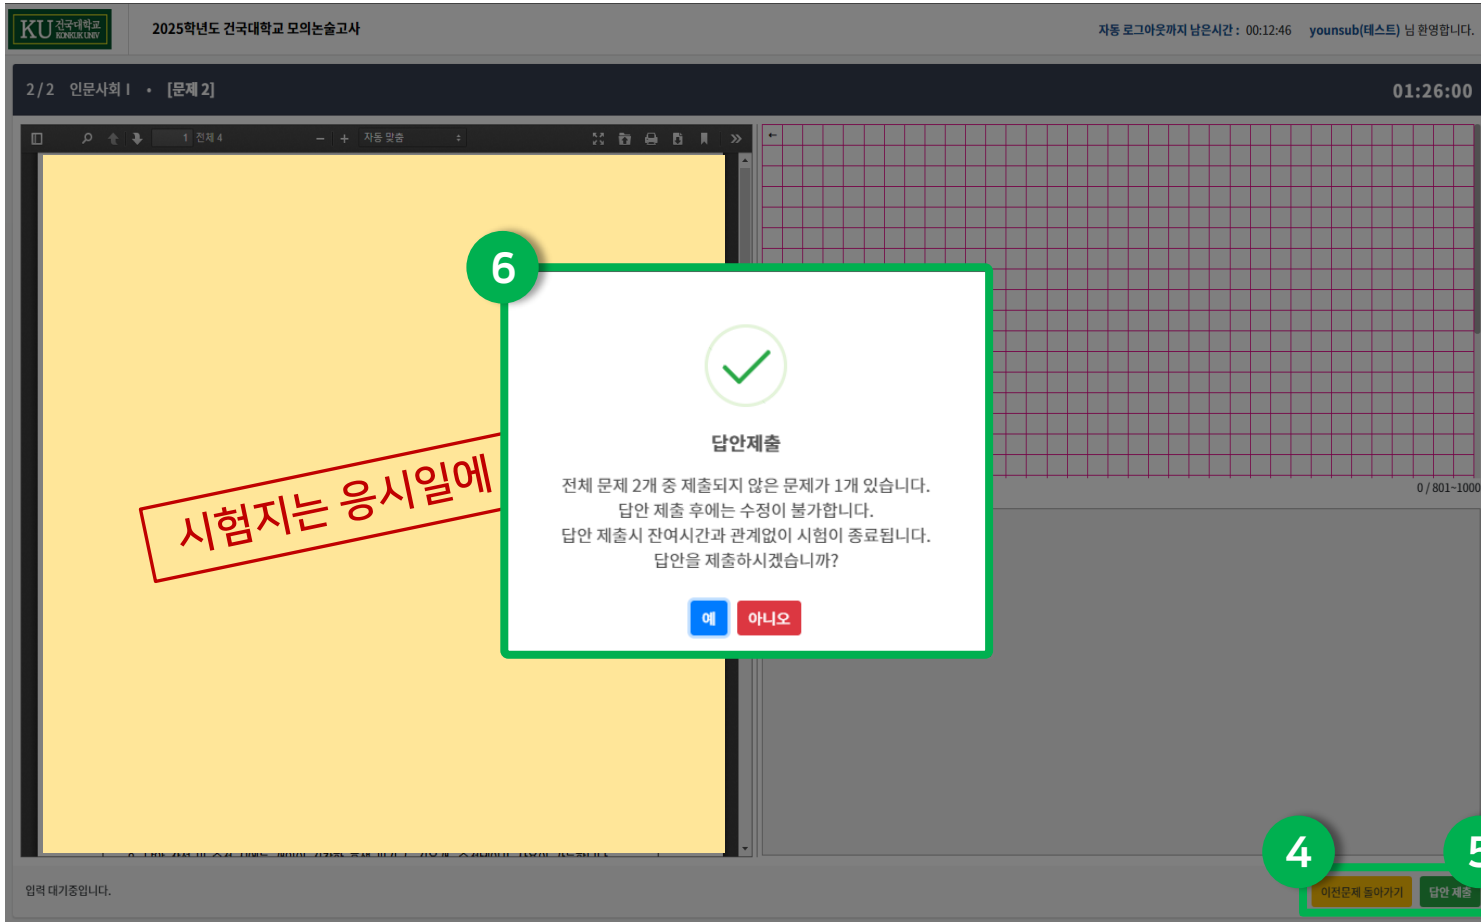 KU 건국대학교
KONKUK UNIV
2025학년도 건국대학교 모의논술고사
자동 로그아웃까지 남은시간 : 00:12:46 younsub(테스트) 님 환영합니다.
2 / 2 인문사회 I • [문제 2]
01:26:00
1 전체 4
자동 맞춤
6
답안제출
전체 문제 2개 중 제출되지 않은 문제가 1개 있습니다.
답안 제출 후에는 수정이 불가합니다.
답안 제출시 잔여시간과 관계없이 시험이 종료됩니다.
답안을 제출하시겠습니까?
예
아니오
시험지는 응시일에
0 / 801~1000
4
5
입력 대기중입니다.
이전문제 돌아가기
답안 제출